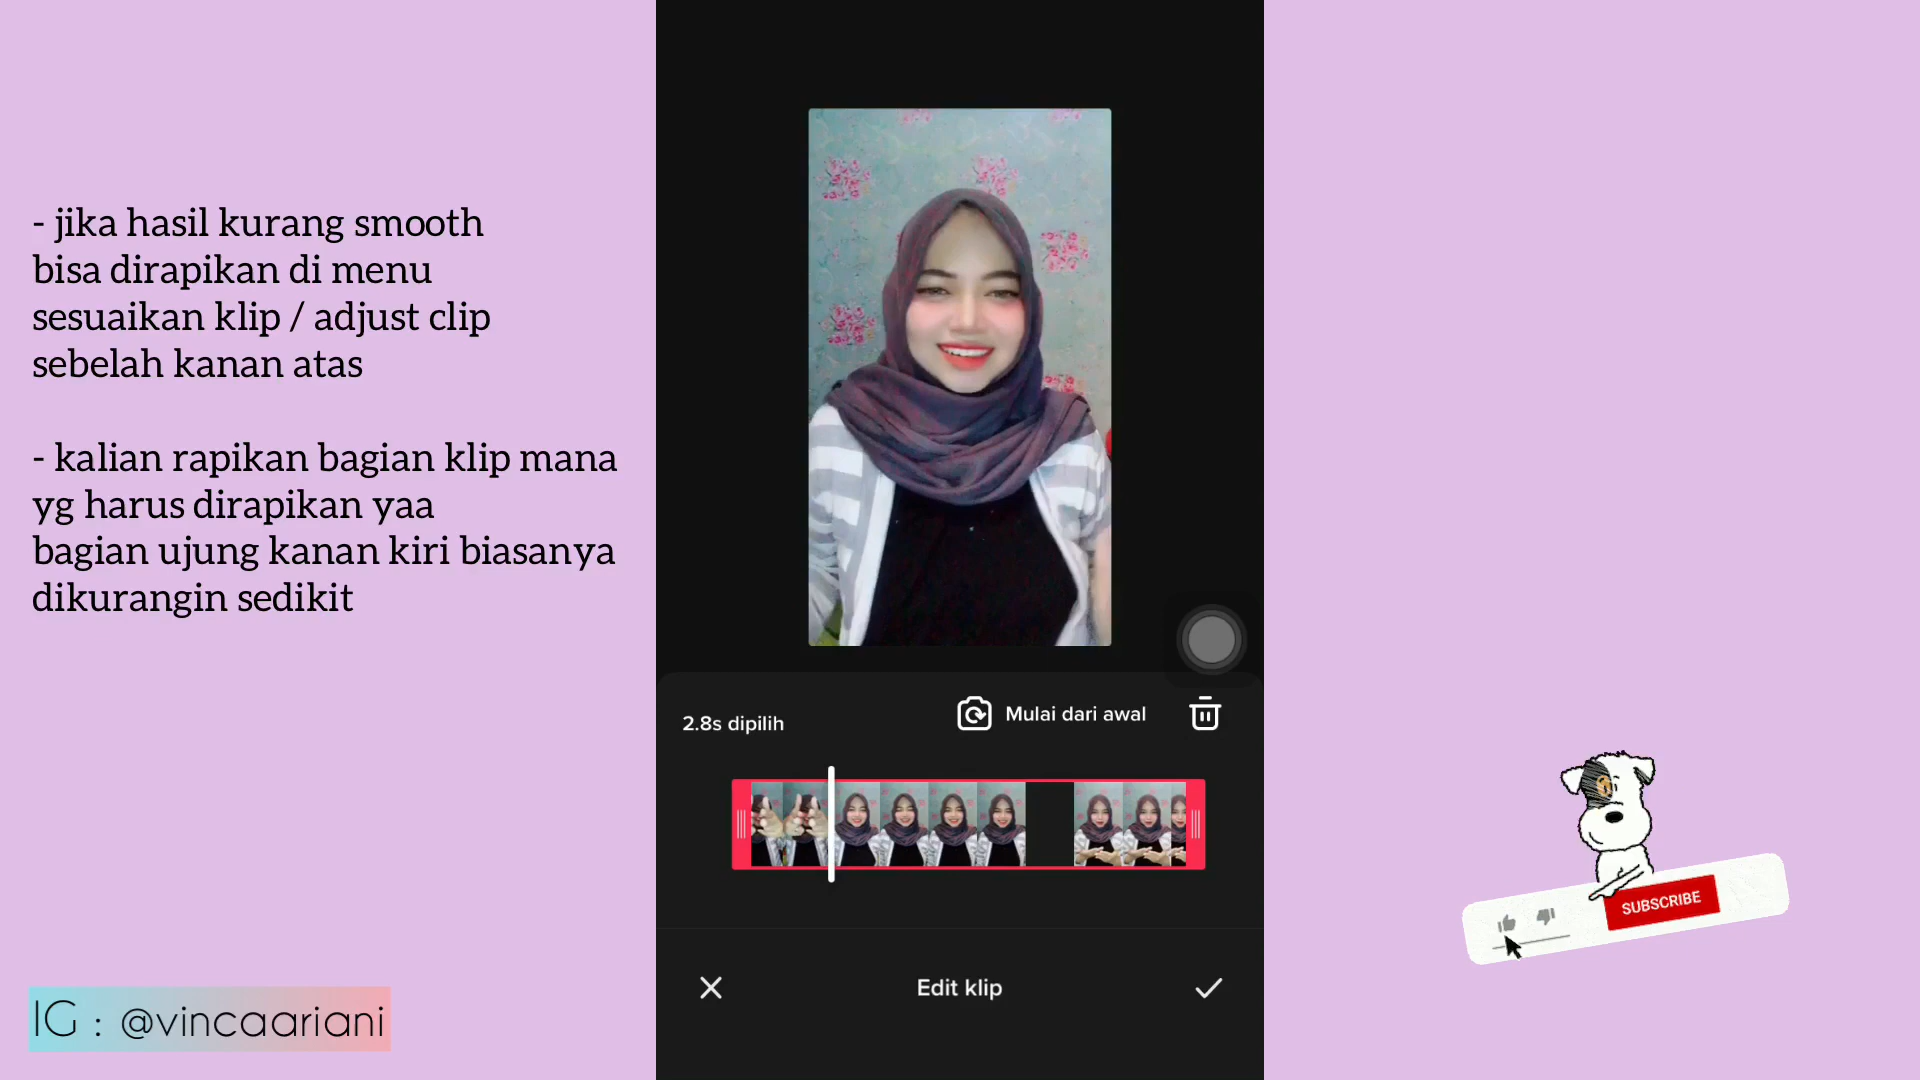 - jika hasil kurang smooth
bisa dirapikan di menu
sesuaikan klip / adjust clip
sebelah kanan atas
- kalian rapikan bagian klip mana
yg harus dirapikan yaa
bagian ujung kanan kiri biasanya
dikurangin sedikit
IG : @vincaariani
2.8s dipilih
Mulai dari awal
Edit klip
SUBSCRIBE